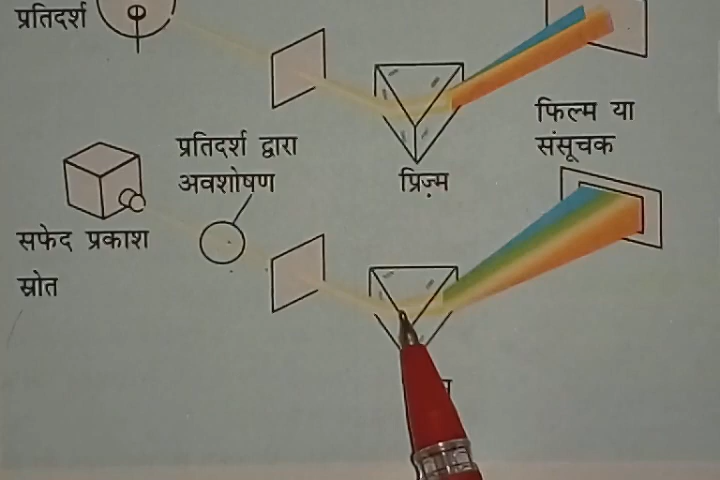 प्रतिदर्श
फिल्म या
संसूचक
प्रतिदर्श द्वारा
अवशोषण
प्रिज़्म
सफेद प्रकाश
स्रोत